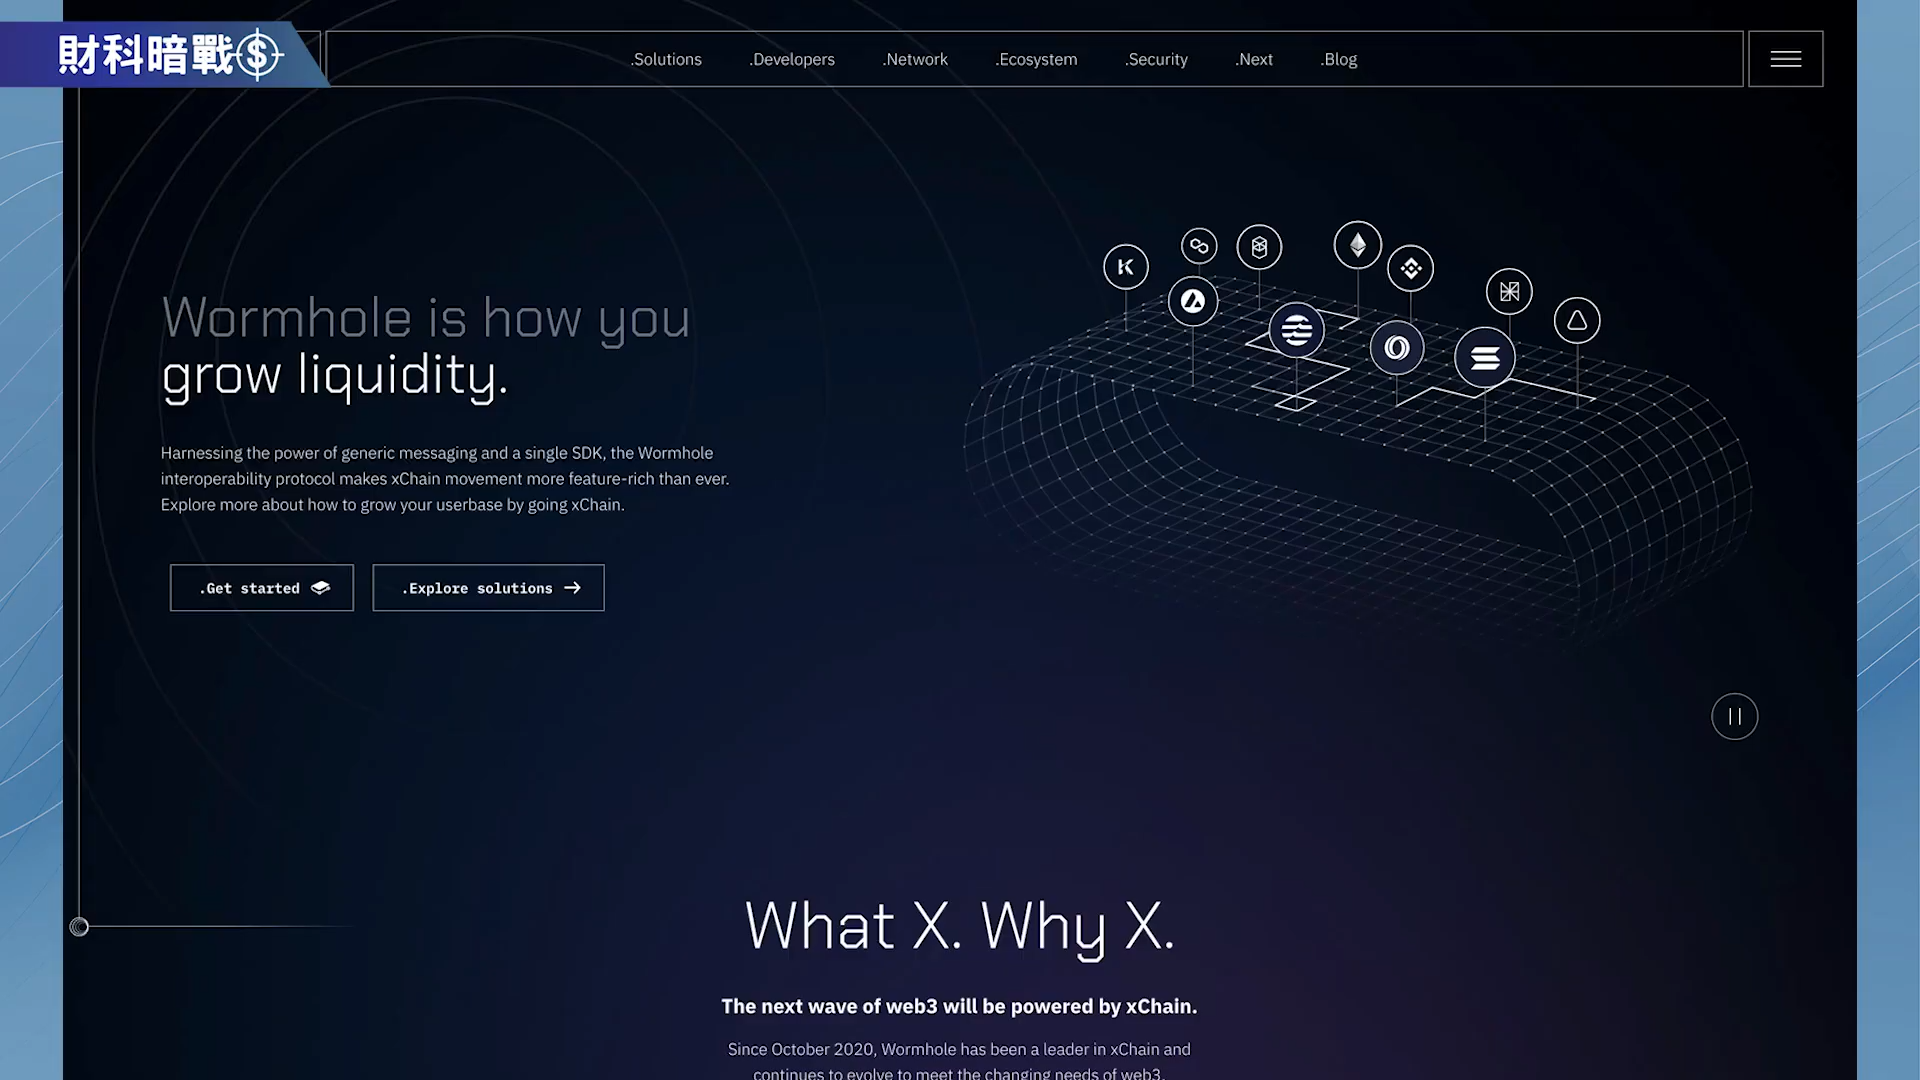 財科暗戰$
.Solutions
.Developers
.Network
.Ecosystem
.Security
.Next
.Blog
Wormhole is how you
grow liquidity.
Harnessing the power of generic messaging and a single SDK, the Wormhole
interoperability protocol makes xChain movement more feature-rich than ever.
Explore more about how to grow your userbase by going xChain.
.Get started
.Explore solutions
What X. Why X.
The next wave of web3 will be powered by xChain.
Since October 2020, Wormhole has been a leader in xChain and
continues to evolve to meet the changing needs of web3.